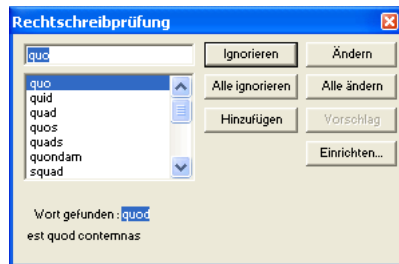 Rechtschreibprüfung
quo
Ignorieren
Ändern
quo
quid
quad
quos
quads
quondam
squad
Alle ignorieren
Alle ändern
Hinzufügen
Vorschlag
Einrichten...
Wort gefunden : quod
est quod contemnas